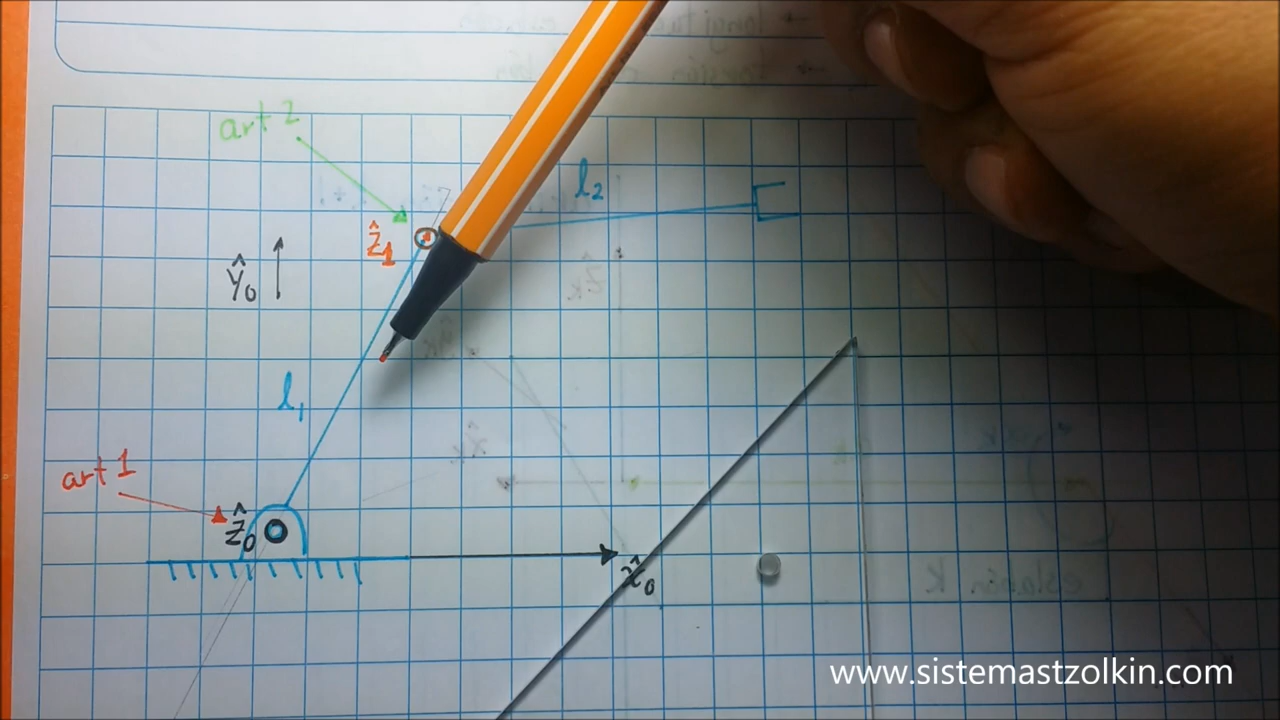 art 2
l2
Ẑ1
Ŷ0
l1
art 1
Ẑ0
x̂0
www.sistemastzolkin.com